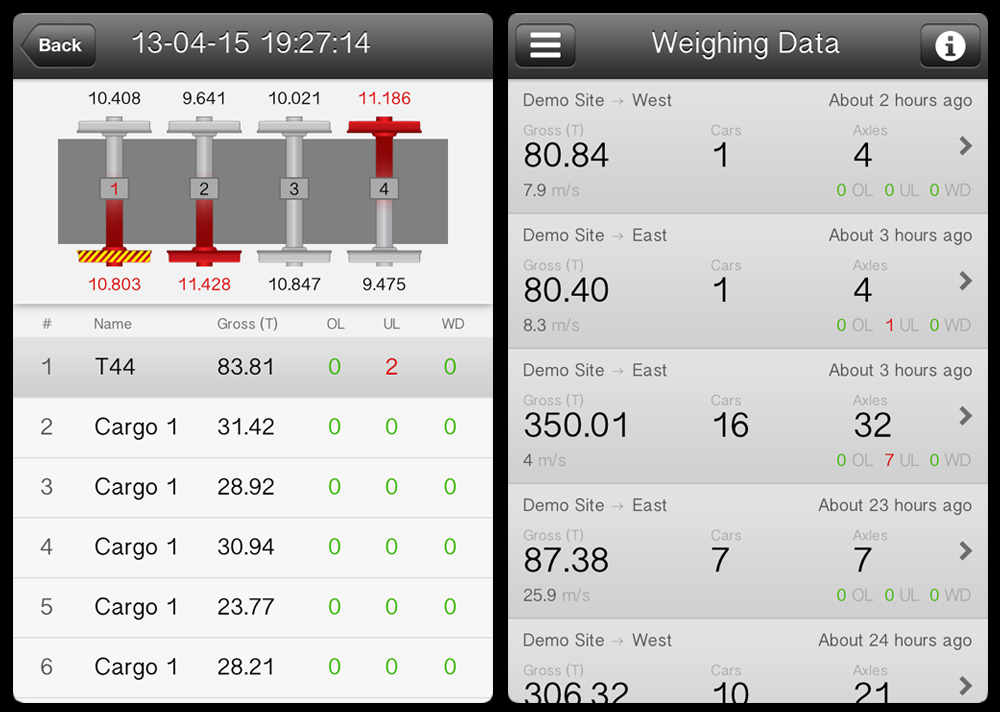 Back 13-04-15 19:27:14
10.408 9.641 10.021 11.186
1 2 3 4
10.803 11.428 10.847 9.475
# Name Gross (T) OL UL WD
1 T44 83.81 0 2 0
2 Cargo 1 31.42 0 0 0
3 Cargo 1 28.92 0 0 0
4 Cargo 1 30.94 0 0 0
5 Cargo 1 23.77 0 0 0
6 Cargo 1 28.21 0 0 0
Weighing Data i
Demo Site → West About 2 hours ago
Gross (T) Cars Axles
80.84 1 4
7.9 m/s 0 OL 0 UL 0 WD
Demo Site → East About 3 hours ago
Gross (T) Cars Axles
80.40 1 4
8.3 m/s 0 OL 1 UL 0 WD
Demo Site → East About 3 hours ago
Gross (T) Cars Axles
350.01 16 32
4 m/s 0 OL 7 UL 0 WD
Demo Site → East About 23 hours ago
Gross (T) Cars Axles
87.38 7 7
25.9 m/s 0 OL 0 UL 0 WD
Demo Site → West About 24 hours ago
Gross (T) Cars Axles
306.32 10 21